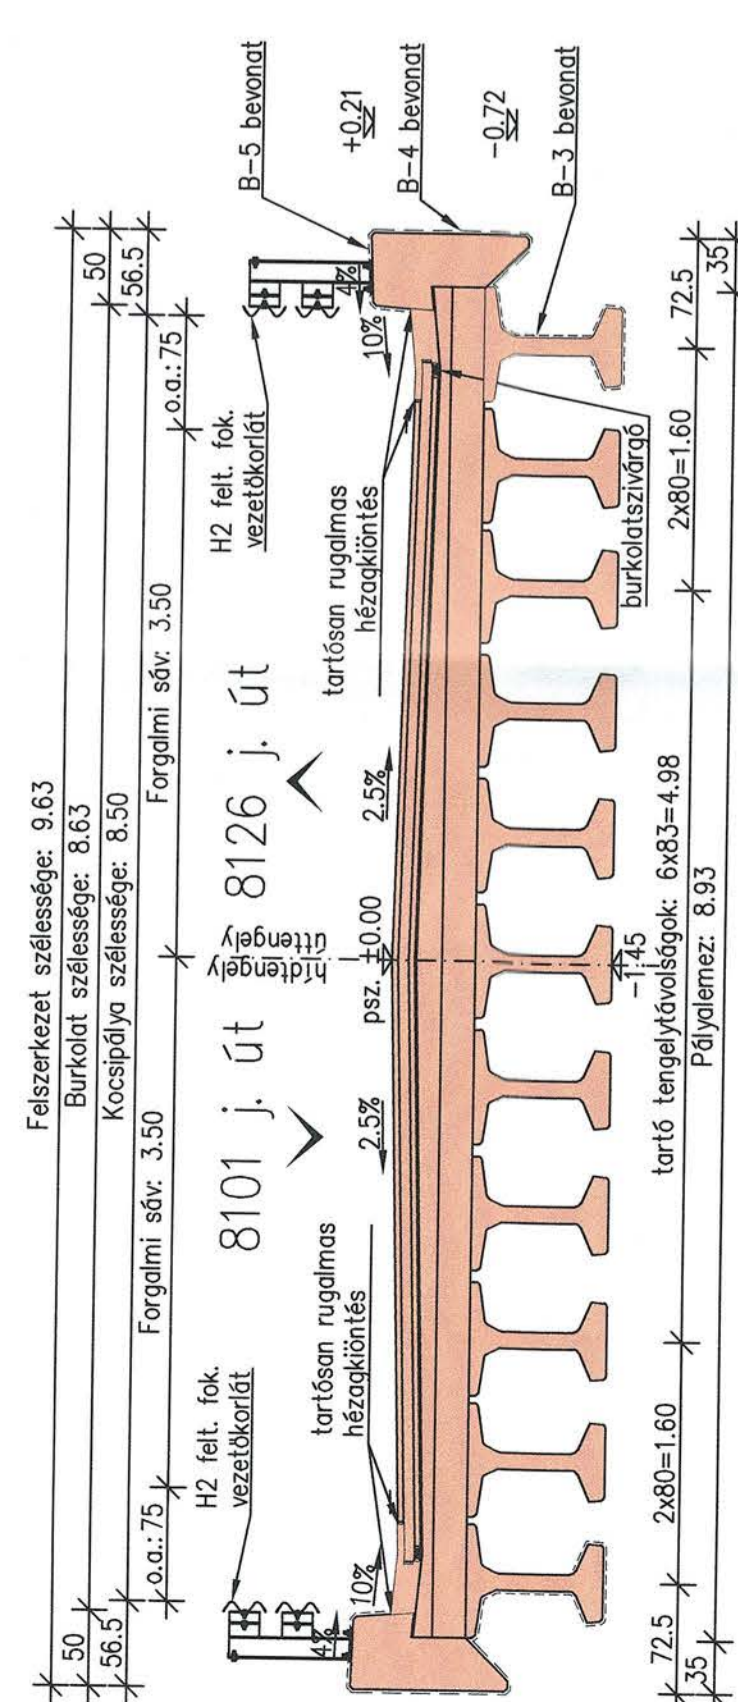 Felszerkezet szélessége: 9.63
50
Burkolat szélessége: 8.63
50
56.5
Kocsipálya szélessége: 8.50
56.5
o.a.: 75
Forgalmi sáv: 3.50
Forgalmi sáv: 3.50
o.a.: 75
H2 felt. fok.
vezetőkorlát
8101 j. út
hídtengely
úttengely
8126 j. út
H2 felt. fok.
vezetőkorlát
B-5 bevonat
4%
10%
tartósan rugalmas
hézagkiöntés
2.5%
psz. ±0.00
2.5%
tartósan rugalmas
hézagkiöntés
10%
4%
+0.21
B-4 bevonat
-0.72
B-3 bevonat
burkolatszivárgó
-1.45
72.5
2x80=1.60
tartó tengelytávolságok: 6x83=4.98
2x80=1.60
72.5
35
Pályalemez: 8.93
35